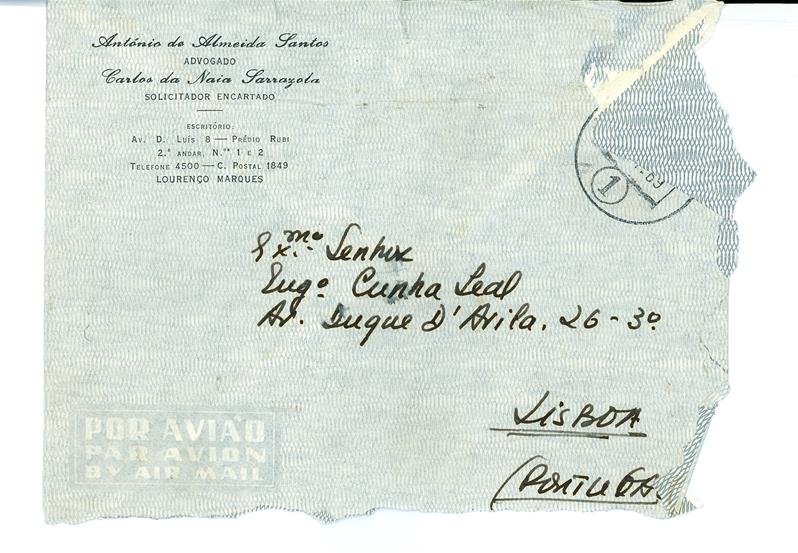 António de Almeida Santos
ADVOGADO
Carlos da Naia Sarrazola
SOLICITADOR ENCARTADO
ESCRITÓRIO:
AV. D. LUÍS 8 — PRÉDIO RUBI
2.º ANDAR, N.ºs 1 E 2
TELEFONE 4500 — C. POSTAL 1849
LOURENÇO MARQUES
1
Ex.mo Senhor
Eng.o Cunha Leal
Av. Duque D'Avila, 26-3º
LISBOA
(PORTUGA
POR AVIÃO
PAR AVION
BY AIR MAIL